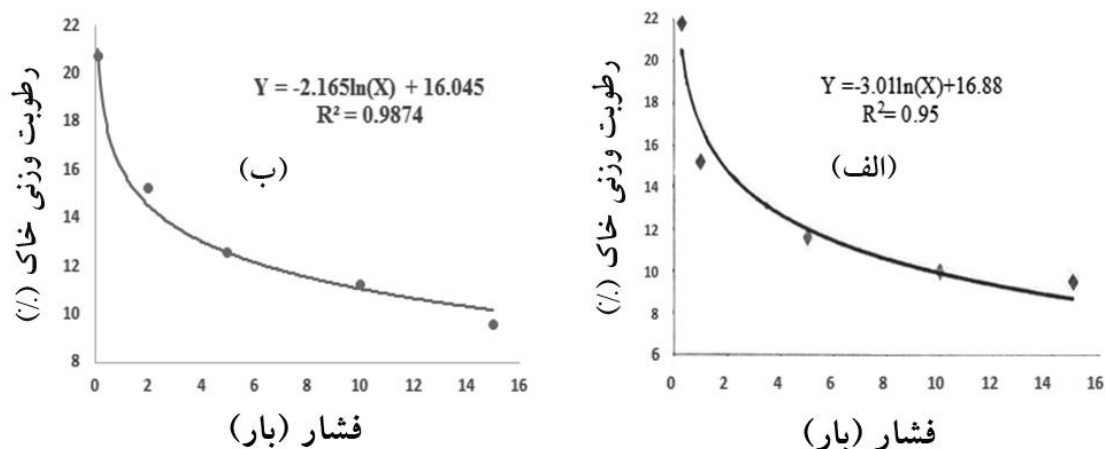 رطوبت وزنی خاک (٪)
22
20
18
16
14
12
10
8
6
Y =-3.01ln(X)+16.88
R²= 0.95
(الف)
0 2 4 6 8 10 12 14 16
فشار (بار)
رطوبت وزنی خاک (٪)
22
20
18
16
14
12
10
8
Y = -2.165ln(X) + 16.045
R² = 0.9874
(ب)
0 2 4 6 8 10 12 14 16
فشار (بار)